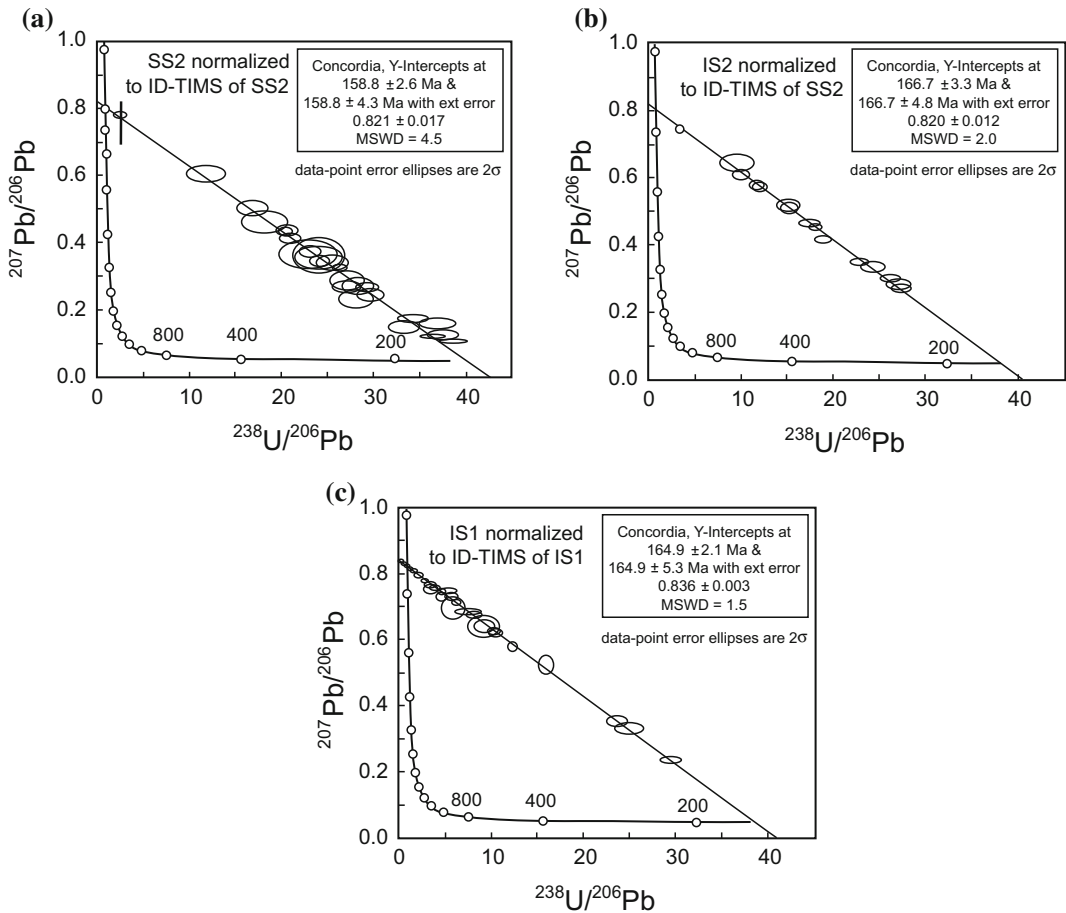 (a)
SS2 normalized
to ID-TIMS of SS2
Concordia, Y-Intercepts at
158.8 ±2.6 Ma &
158.8 ± 4.3 Ma with ext error
0.821 ± 0.017
MSWD = 4.5
data-point error ellipses are 2σ
1.0
0.8
0.6
0.4
0.2
0.0
207Pb/206Pb
800
400
200
0 10 20 30 40
238U/206Pb
(b)
IS2 normalized
to ID-TIMS of SS2
Concordia, Y-Intercepts at
166.7 ±3.3 Ma &
166.7 ± 4.8 Ma with ext error
0.820 ± 0.012
MSWD = 2.0
data-point error ellipses are 2σ
1.0
0.8
0.6
0.4
0.2
0.0
207Pb/206Pb
800
400
200
0 10 20 30 40
238U/206Pb
(c)
IS1 normalized
to ID-TIMS of IS1
Concordia, Y-Intercepts at
164.9 ±2.1 Ma &
164.9 ± 5.3 Ma with ext error
0.836 ± 0.003
MSWD = 1.5
data-point error ellipses are 2σ
1.0
0.8
0.6
0.4
0.2
0.0
207Pb/206Pb
800
400
200
0 10 20 30 40
238U/206Pb